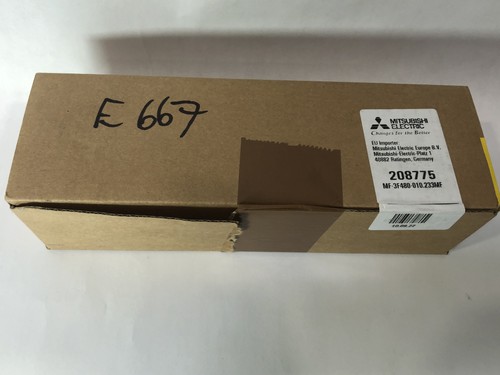 E 667
MITSUBISHI
ELECTRIC
Changes for the Better
EU Importer
Mitsubishi Electric Europe B.V.
Mitsubishi-Electric-Platz 1
40882 Ratingen, Germany
208775
MF-3F480-010.233MF